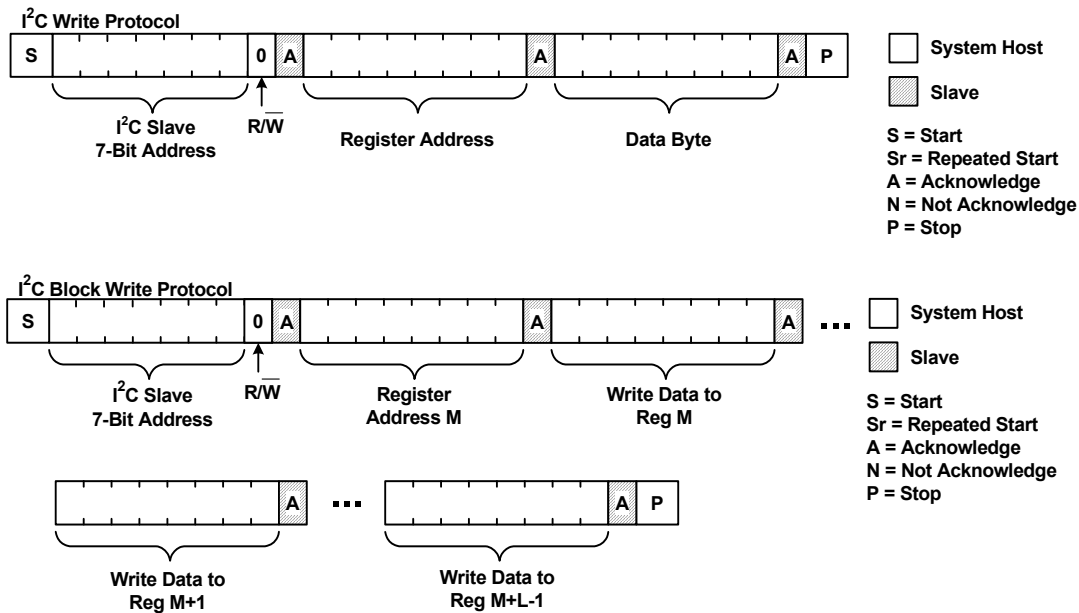 I²C Write Protocol
S 0 A A A P
R/W̅
I²C Slave
7-Bit Address
Register Address
Data Byte
System Host
Slave
S = Start
Sr = Repeated Start
A = Acknowledge
N = Not Acknowledge
P = Stop
I²C Block Write Protocol
S 0 A A A ...
R/W̅
I²C Slave
7-Bit Address
Register
Address M
Write Data to
Reg M
System Host
Slave
S = Start
Sr = Repeated Start
A = Acknowledge
N = Not Acknowledge
P = Stop
A ... A P
Write Data to
Reg M+1
Write Data to
Reg M+L-1